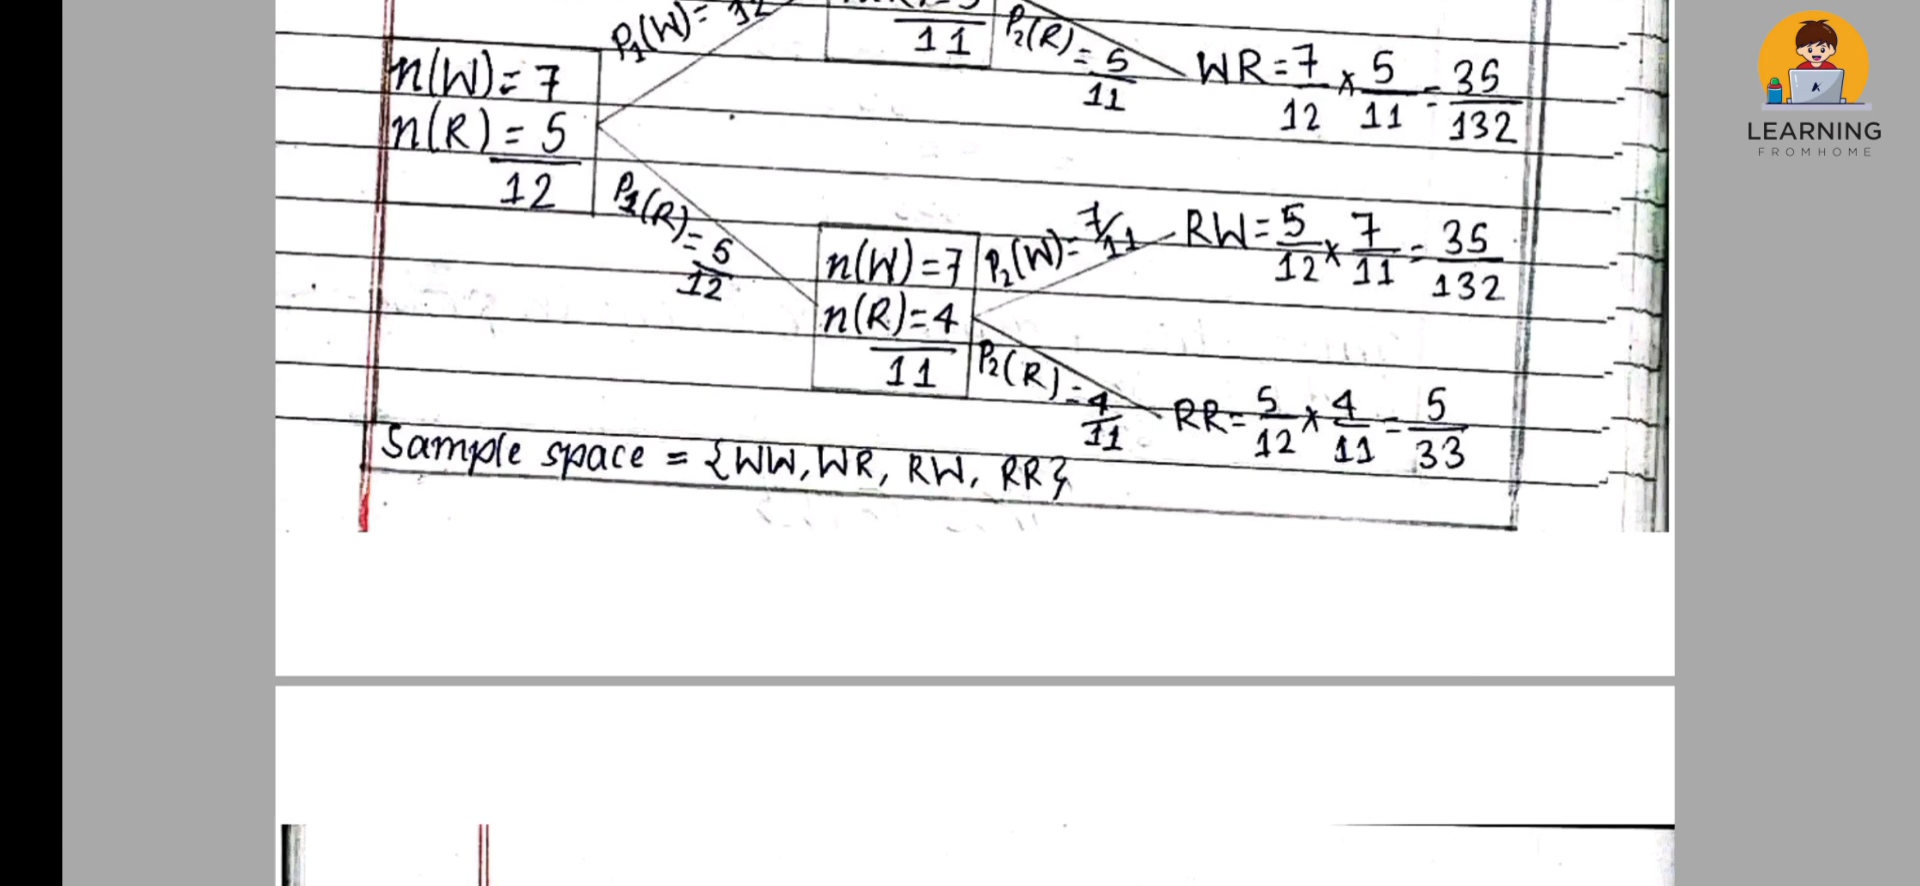 P₁(W)= 12
11
P₂(R)= 5/11
WR = 7/12 × 5/11 = 35/132
n(W) = 7
n(R) = 5
12
P₁(R) = 5/12
n(W) = 7
n(R) = 4
11
P₂(W) = 7/11
RW = 5/12 × 7/11 = 35/132
P₂(R) = 4/11
RR = 5/12 × 4/11 = 5/33
Sample space = {WW, WR, RW, RR}
LEARNING
FROMHOME